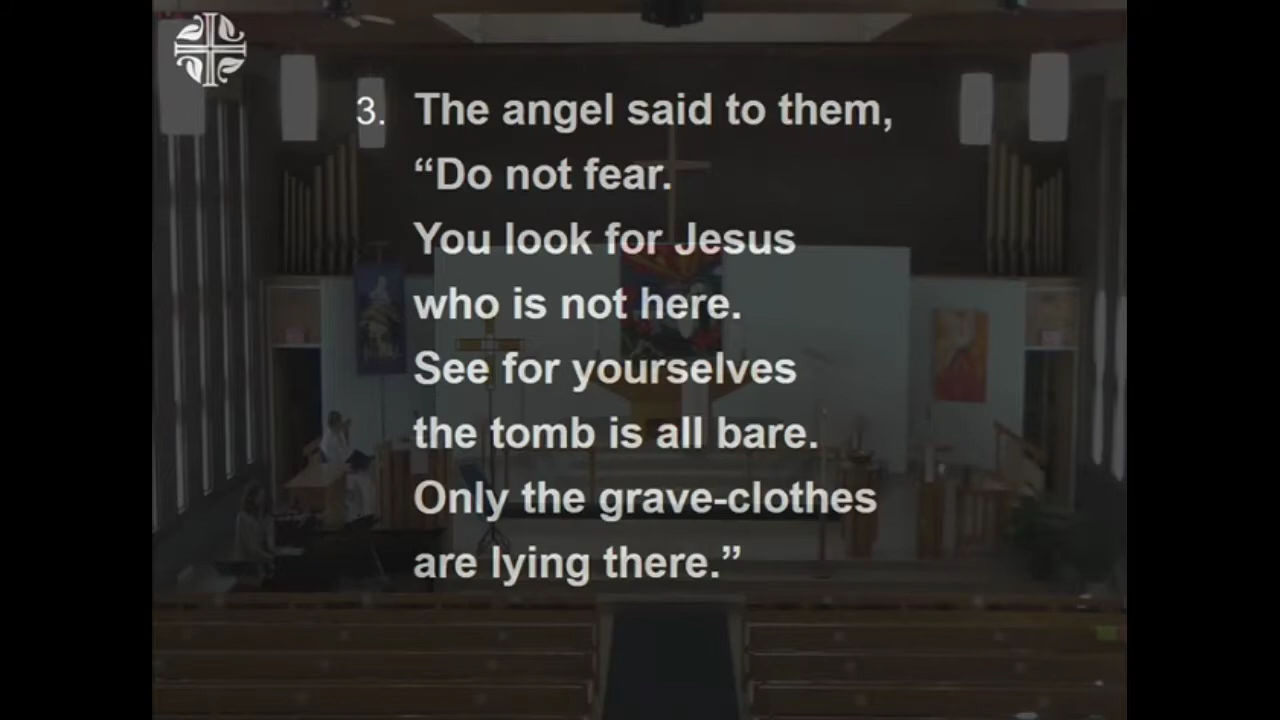 3. The angel said to them,
“Do not fear.
You look for Jesus
who is not here.
See for yourselves
the tomb is all bare.
Only the grave-clothes
are lying there.”